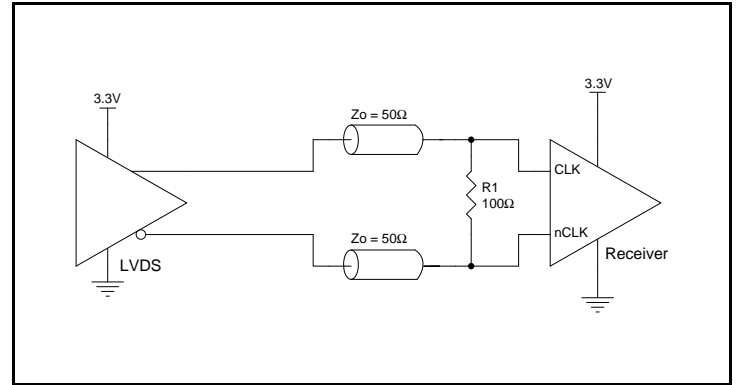 3.3V
3.3V
Zo = 50Ω
CLK
R1
100Ω
Zo = 50Ω
nCLK
LVDS
Receiver